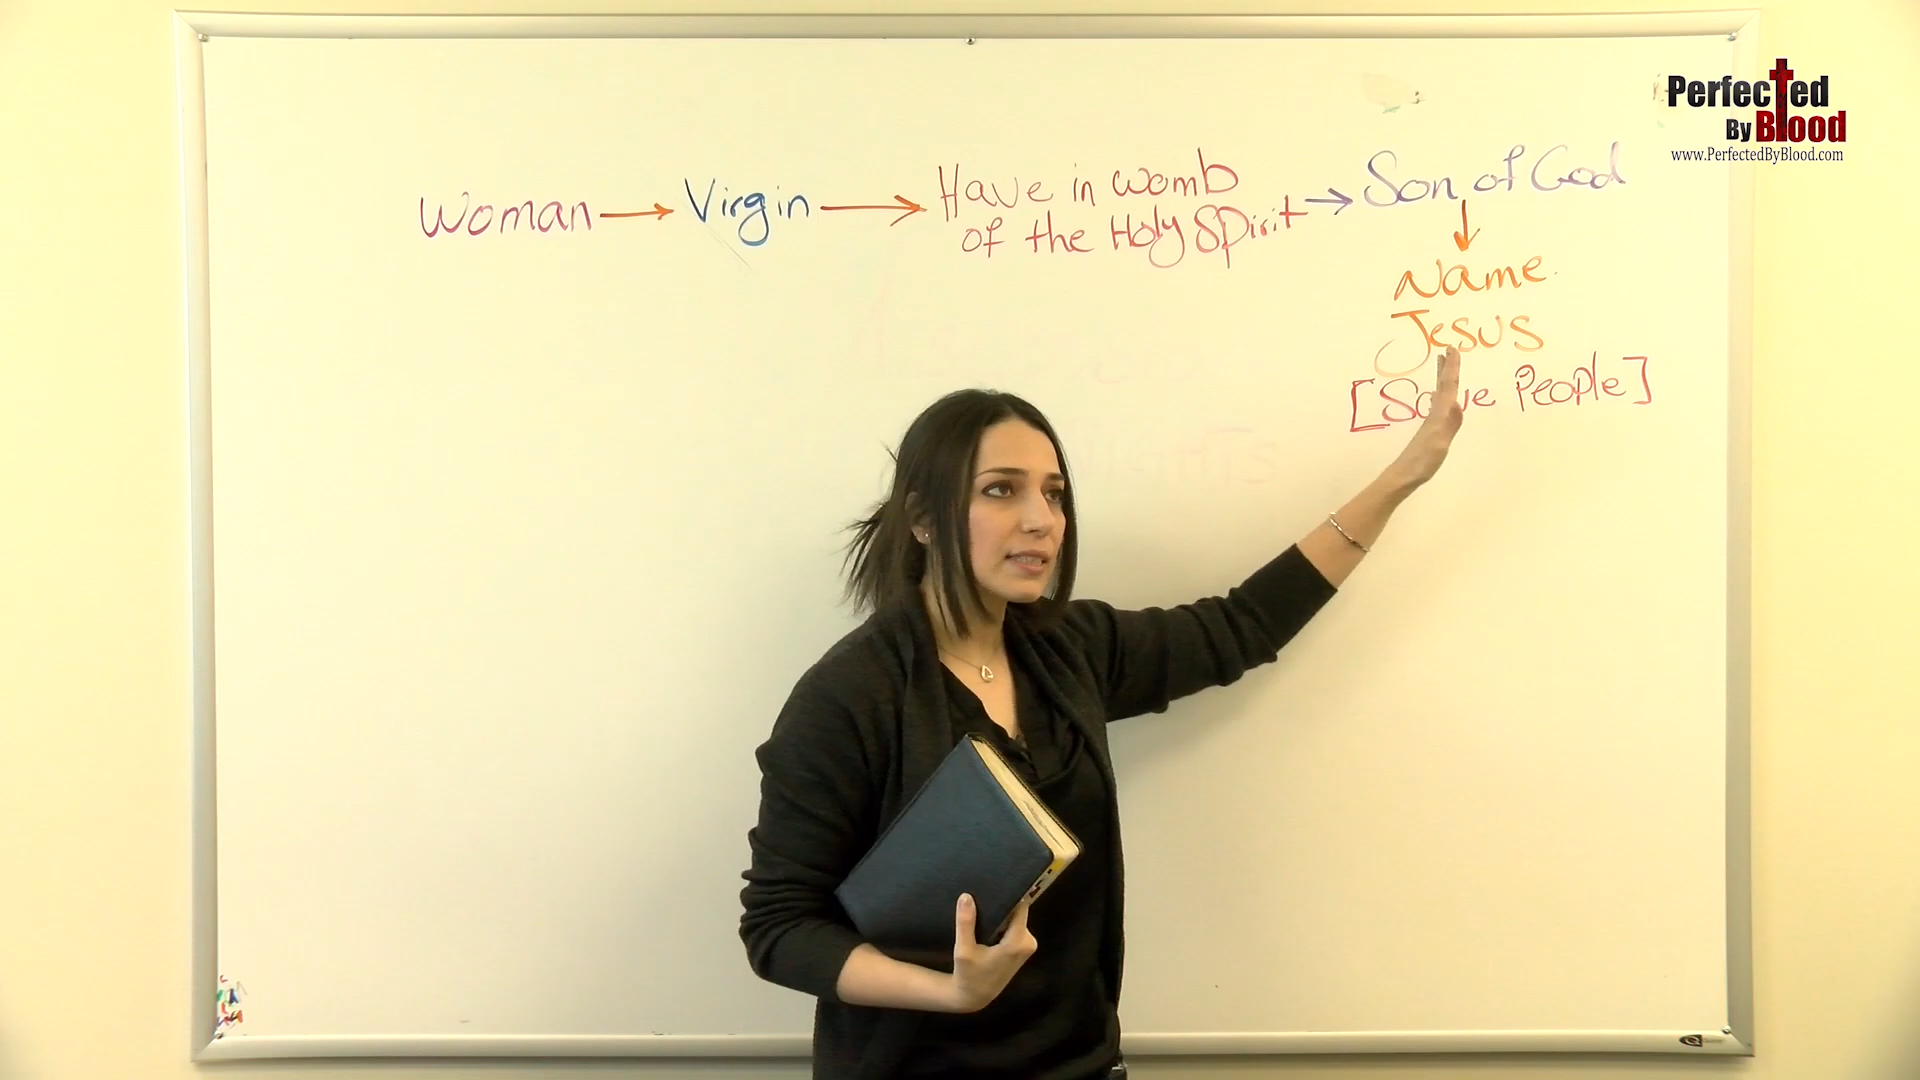 Perfected
By Blood
www.PerfectedByBlood.com
Woman → Virgin → Have in womb
of the Holy Spirit → Son of God
↓
Name
Jesus
[Save People]